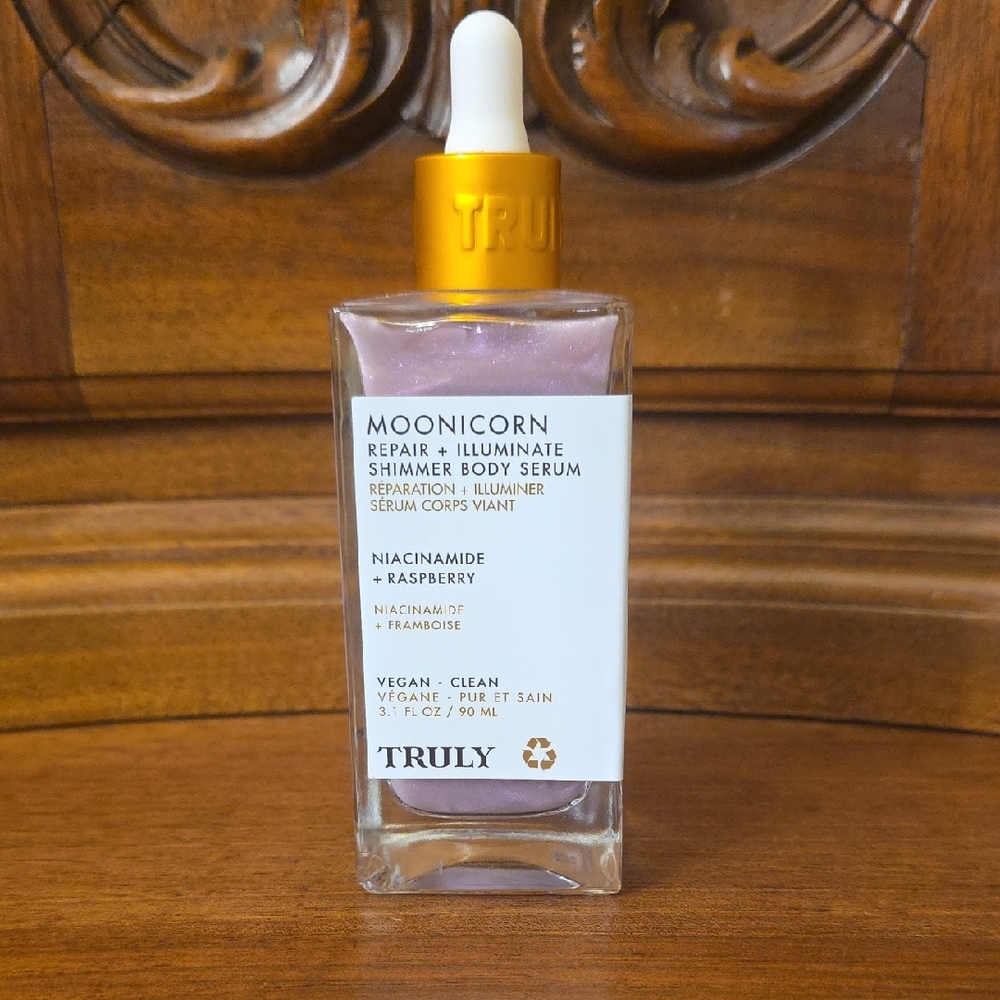 TRU
MOONICORN
REPAIR + ILLUMINATE
SHIMMER BODY SERUM
RÉPARATION + ILLUMINER
SÉRUM CORPS VIANT
NIACINAMIDE
+ RASPBERRY
NIACINAMIDE
+ FRAMBOISE
VEGAN - CLEAN
VÉGANE - PUR ET SAIN
3.1 FL OZ / 90 ML
TRULY